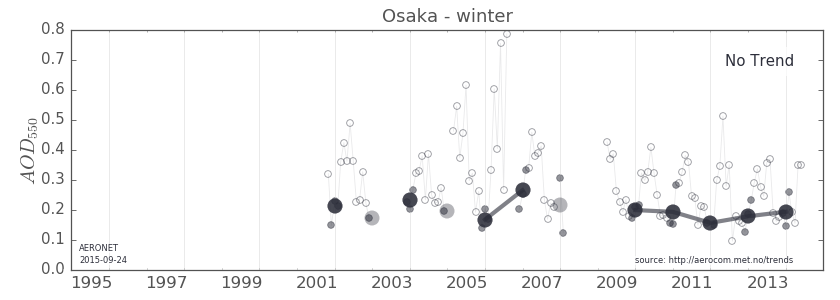 Osaka - winter
0.8
0.7
0.6
0.5
0.4
0.3
0.2
0.1
0.0
AOD550
No Trend
AERONET
2015-09-24
source: http://aerocom.met.no/trends
1995 1997 1999 2001 2003 2005 2007 2009 2011 2013